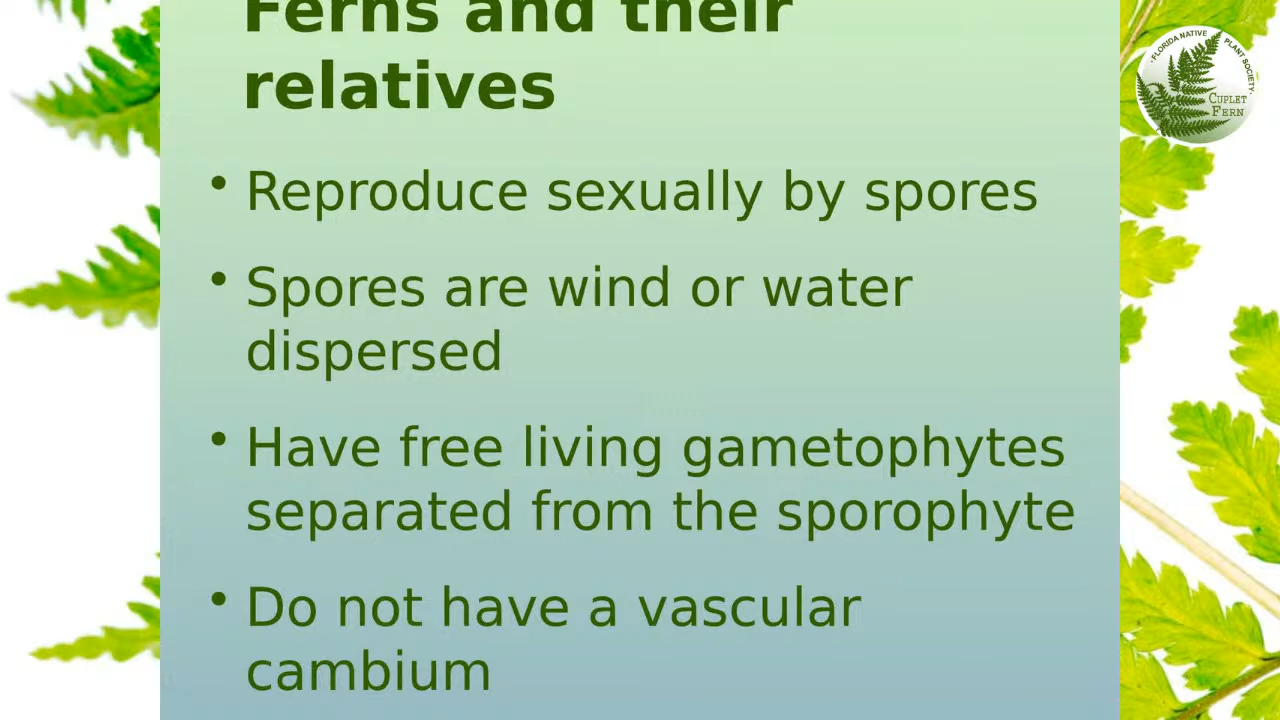 Ferns and their
relatives
• Reproduce sexually by spores
• Spores are wind or water
dispersed
• Have free living gametophytes
separated from the sporophyte
• Do not have a vascular
cambium
· FLORIDA NATIVE PLANT SOCIETY ·
CUPLET
FERN